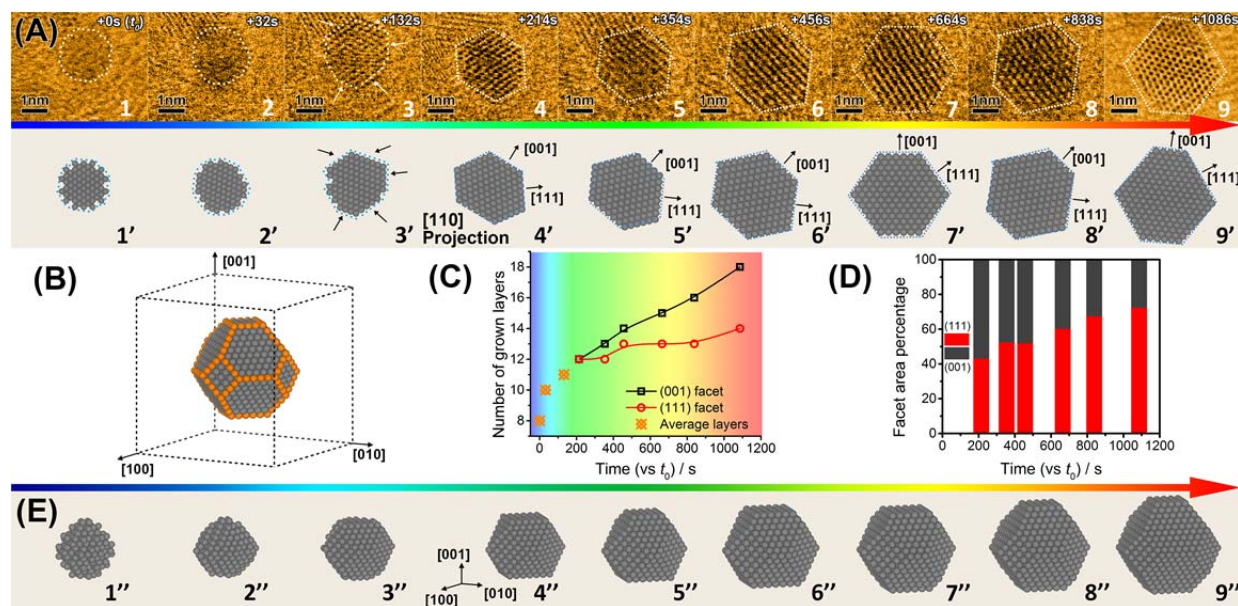 (A)
+0s (t0) +32s +132s +214s +354s +456s +664s +838s +1086s
1nm 1nm 1nm 1nm 1nm 1nm 1nm 1nm 1nm
1 2 3 4 5 6 7 8 9
[001] [001] [001] [001] [001] [001]
[111] [111] [111] [111] [111] [111]
[110]
Projection
1’ 2’ 3’ 4’ 5’ 6’ 7’ 8’ 9’
(B)
[001]
[100]
[010]
(C)
Number of grown layers
18
16
14
12
10
8
(001) facet
(111) facet
Average layers
0 200 400 600 800 1000 1200
Time (vs t0) / s
(D)
Facet area percentage
100
80
60
40
20
0
(111)
(001)
0 200 400 600 800 1000 1200
Time (vs t0) / s
(E)
[001]
[100]
[010]
1’’ 2’’ 3’’ 4’’ 5’’ 6’’ 7’’ 8’’ 9’’